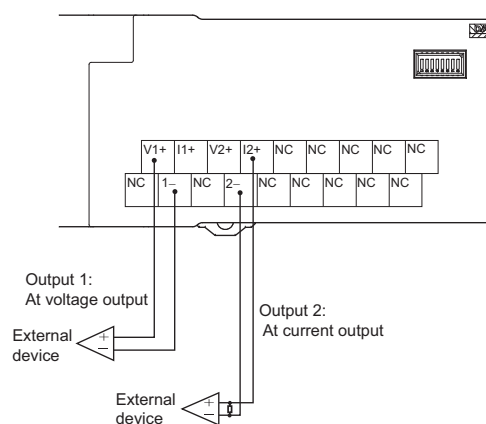 V1+ I1+ V2+ I2+ NC NC NC NC NC
NC 1– NC 2– NC NC NC NC NC
Output 1:
At voltage output
External
device
+
–
Output 2:
At current output
External
device
+
–